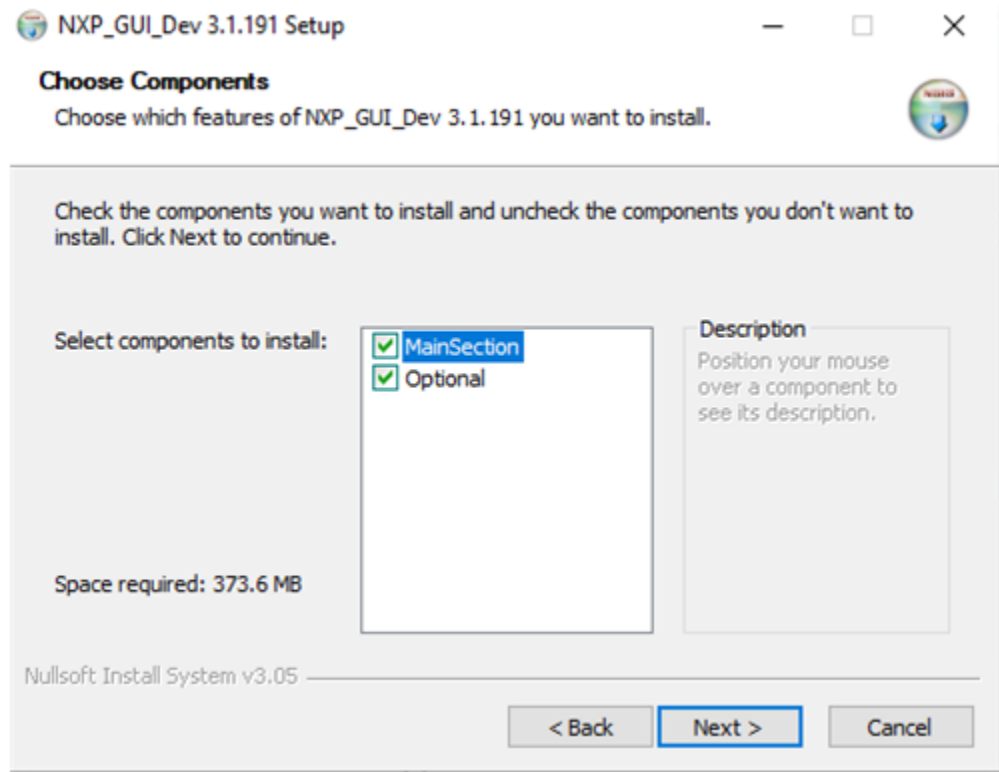 NXP_GUI_Dev 3.1.191 Setup
Choose Components
Choose which features of NXP_GUI_Dev 3.1.191 you want to install.
Check the components you want to install and uncheck the components you don't want to
install. Click Next to continue.
Select components to install:
MainSection
Optional
Description
Position your mouse
over a component to
see its description.
Space required: 373.6 MB
Nullsoft Install System v3.05
< Back
Next >
Cancel